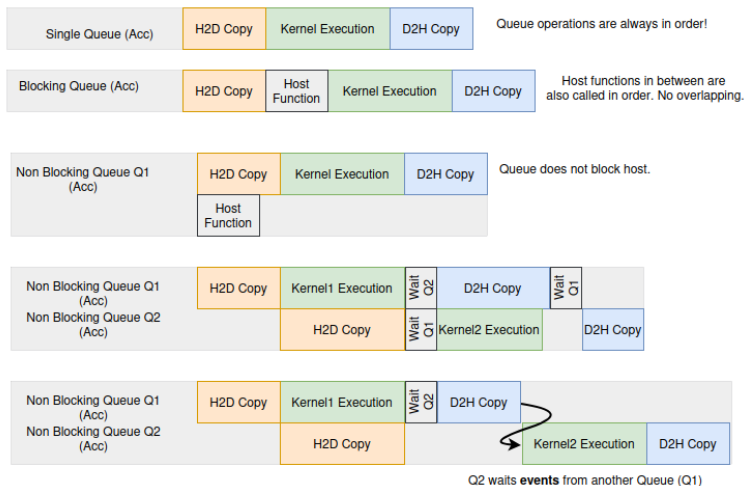 Single Queue (Acc)
H2D Copy
Kernel Execution
D2H Copy
Queue operations are always in order!
Blocking Queue (Acc)
H2D Copy
Host
Function
Kernel Execution
D2H Copy
Host functions in between are
also called in order. No overlapping.
Non Blocking Queue Q1
(Acc)
H2D Copy
Kernel Execution
D2H Copy
Queue does not block host.
Host
Function
Non Blocking Queue Q1
(Acc)
H2D Copy
Kernel1 Execution
Wait
Q2
D2H Copy
Wait
Q1
Non Blocking Queue Q2
(Acc)
H2D Copy
Wait
Q1
Kernel2 Execution
D2H Copy
Non Blocking Queue Q1
(Acc)
H2D Copy
Kernel1 Execution
Wait
Q2
D2H Copy
Non Blocking Queue Q2
(Acc)
H2D Copy
Kernel2 Execution
D2H Copy
Q2 waits events from another Queue (Q1)